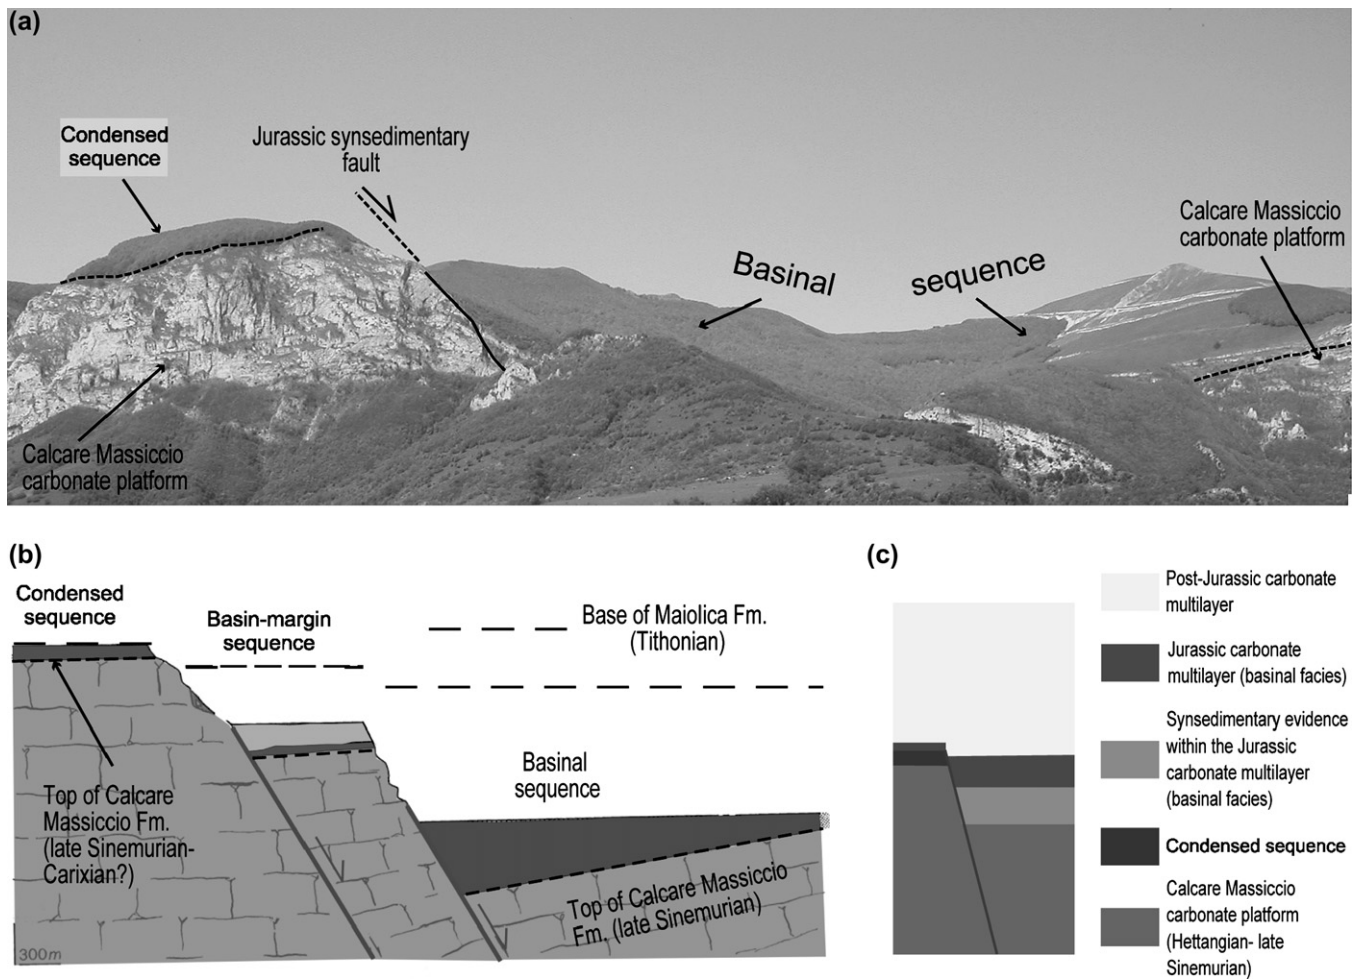 (a)
Condensed
sequence
Jurassic synsedimentary
fault
Basinal
sequence
Calcare Massiccio
carbonate platform
Calcare Massiccio
carbonate platform
(b)
Condensed
sequence
Basin-margin
sequence
Base of Maiolica Fm.
(Tithonian)
Basinal
sequence
Top of Calcare
Massiccio Fm.
(late Sinemurian-
Carixian?)
Top of Calcare Massiccio
Fm. (late Sinemurian)
300m
(c)
Post-Jurassic carbonate
multilayer
Jurassic carbonate
multilayer (basinal facies)
Synsedimentary evidence
within the Jurassic
carbonate multilayer
(basinal facies)
Condensed sequence
Calcare Massiccio
carbonate platform
(Hettangian- late
Sinemurian)